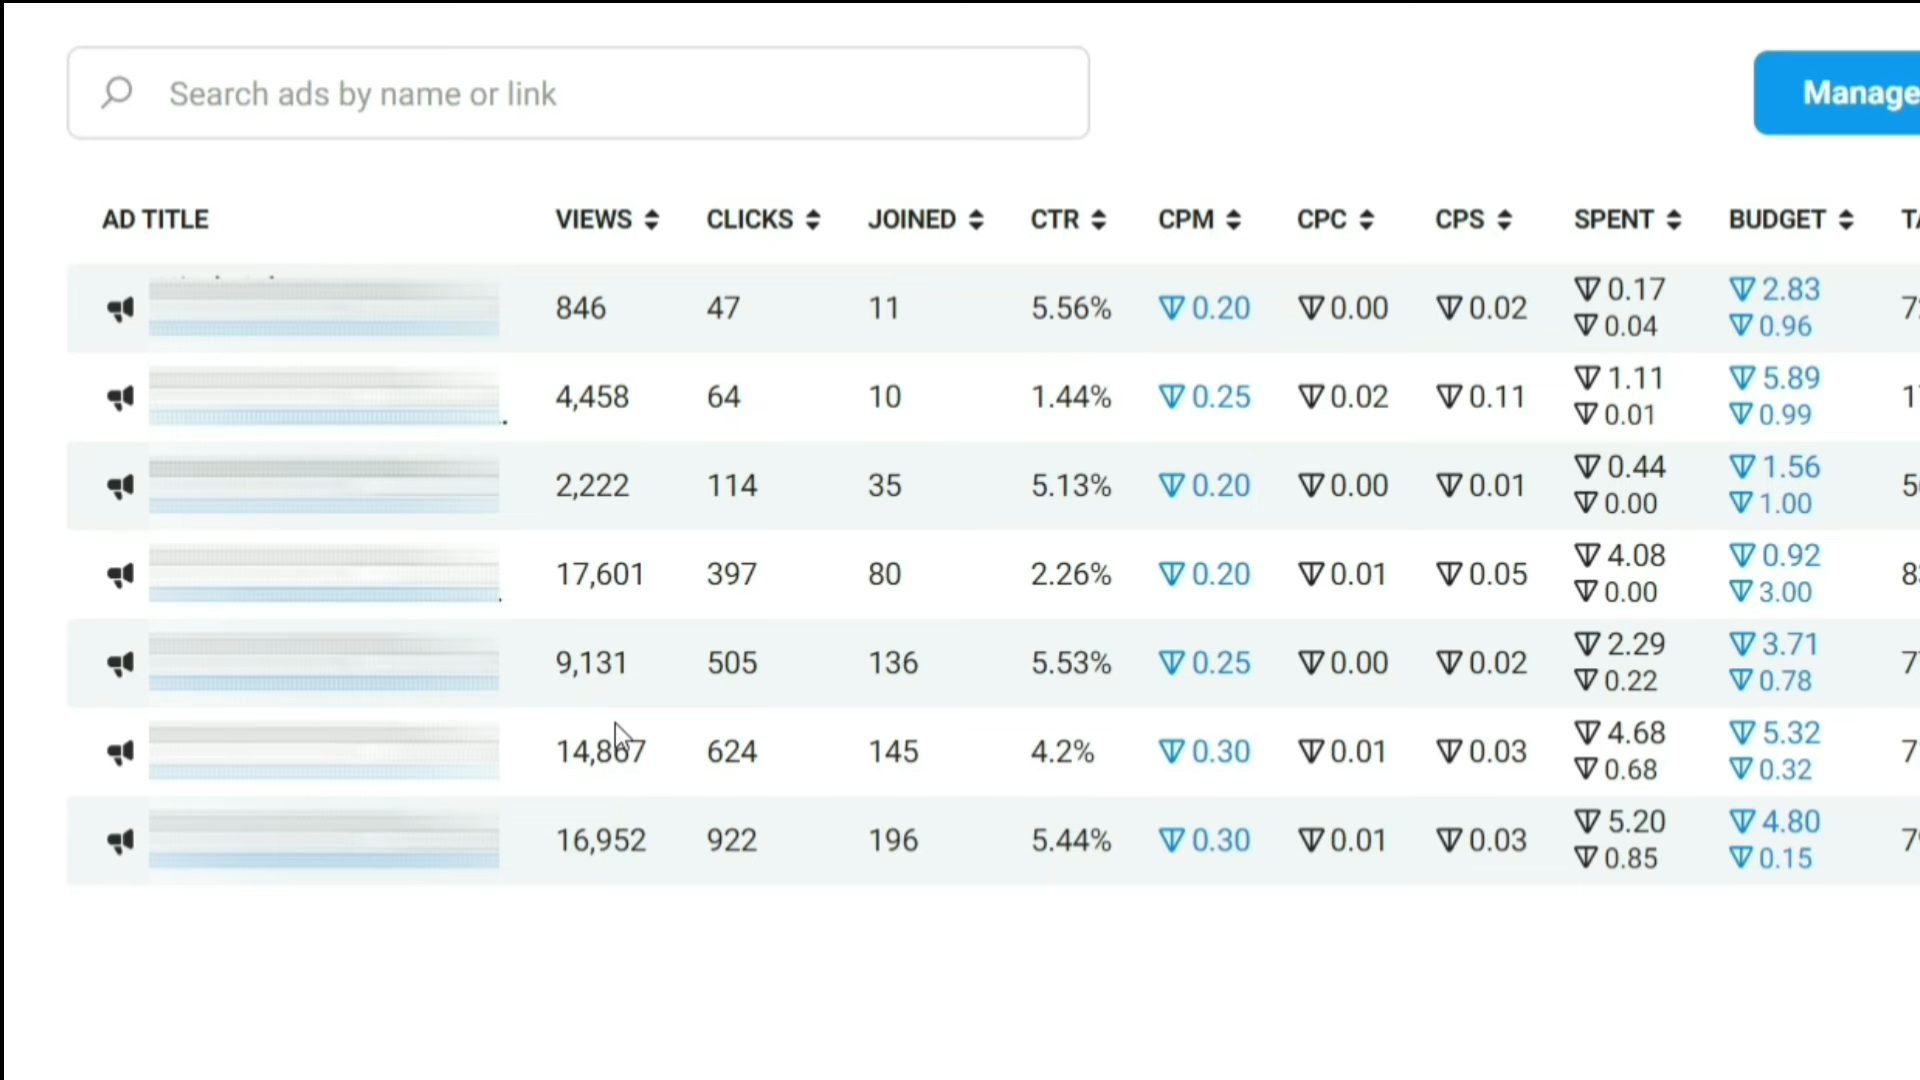 Search ads by name or link
Manage
AD TITLE VIEWS CLICKS JOINED CTR CPM CPC CPS SPENT BUDGET
846 47 11 5.56% 0.20 0.00 0.02 0.17 2.83
0.04 0.96
4,458 64 10 1.44% 0.25 0.02 0.11 1.11 5.89
0.01 0.99
2,222 114 35 5.13% 0.20 0.00 0.01 0.44 1.56
0.00 1.00
17,601 397 80 2.26% 0.20 0.01 0.05 4.08 0.92
0.00 3.00
9,131 505 136 5.53% 0.25 0.00 0.02 2.29 3.71
0.22 0.78
14,867 624 145 4.2% 0.30 0.01 0.03 4.68 5.32
0.68 0.32
16,952 922 196 5.44% 0.30 0.01 0.03 5.20 4.80
0.85 0.15